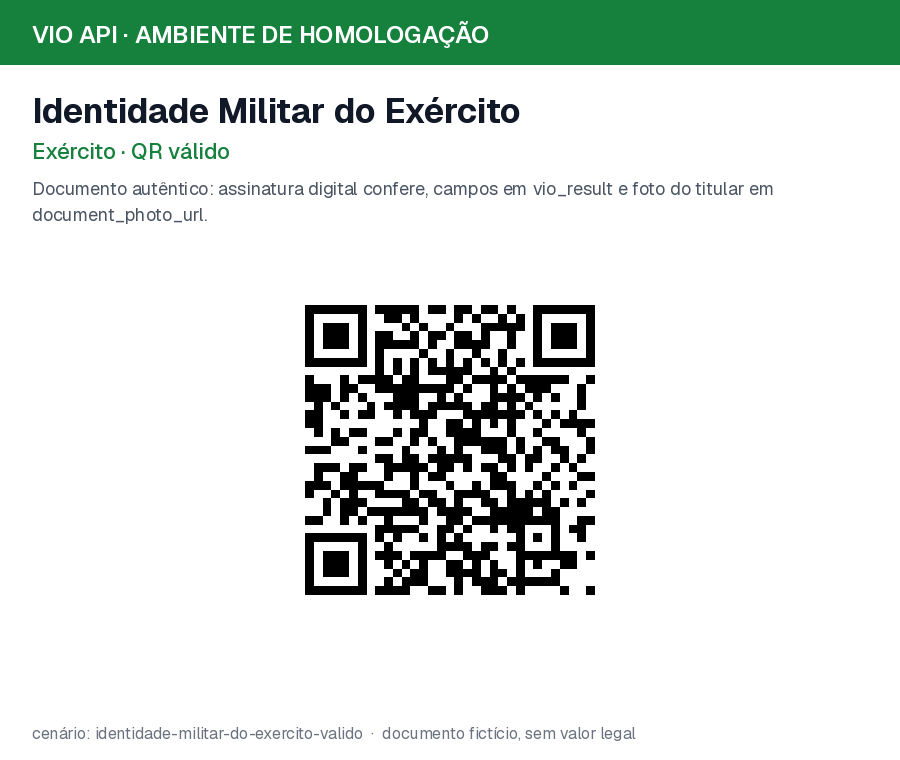 VIO API · AMBIENTE DE HOMOLOGAÇÃO
Identidade Militar do Exército
Exército · QR válido
Documento autêntico: assinatura digital confere, campos em vio_result e foto do titular em
document_photo_url.
cenário: identidade-militar-do-exercito-valido · documento fictício, sem valor legal